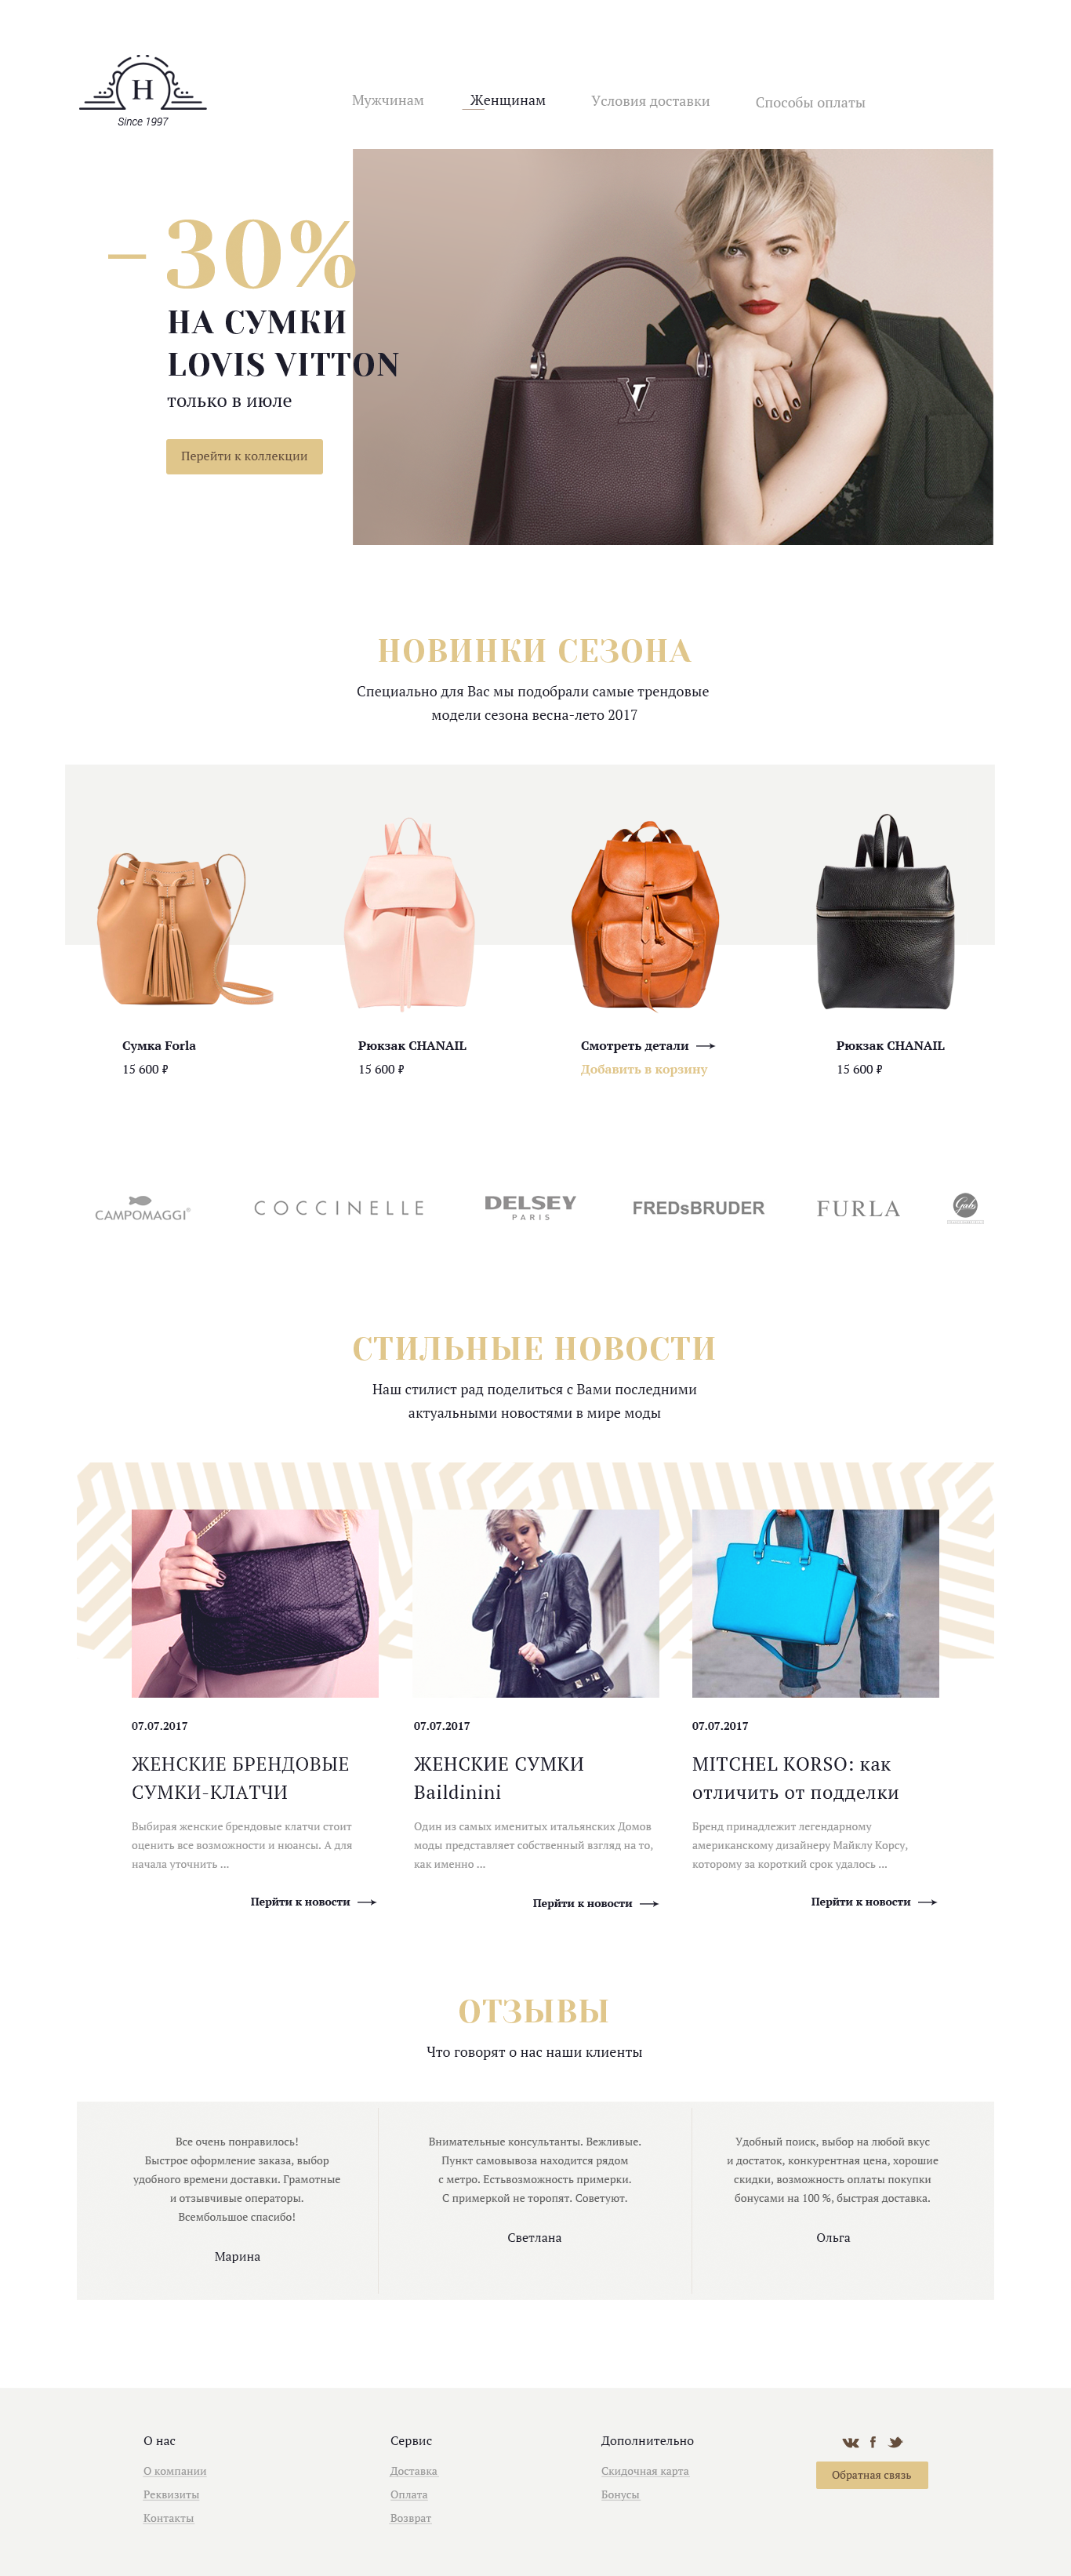 H
Since 1997
Мужчинам
Женщинам
Условия доставки
Способы оплаты
–30%
НА СУМКИ
LOVIS VITTON
только в июле
Перейти к коллекции
НОВИНКИ СЕЗОНА
Специально для Вас мы подобрали самые трендовые
модели сезона весна-лето 2017
Сумка Forla
15 600 ₽
Рюкзак CHANAIL
15 600 ₽
Смотреть детали
Добавить в корзину
Рюкзак CHANAIL
15 600 ₽
CAMPOMAGGI®
COCCINELLE
DELSEY
PARIS
FREDsBRUDER
FURLA
Gabs
СТИЛЬНЫЕ НОВОСТИ
Наш стилист рад поделиться с Вами последними
актуальными новостями в мире моды
07.07.2017
ЖЕНСКИЕ БРЕНДОВЫЕ
СУМКИ-КЛАТЧИ
Выбирая женские брендовые клатчи стоит
оценить все возможности и нюансы. А для
начала уточнить ...
Перйти к новости
07.07.2017
ЖЕНСКИЕ СУМКИ
Baildinini
Один из самых именитых итальянских Домов
моды представляет собственный взгляд на то,
как именно ...
Перйти к новости
07.07.2017
MITCHEL KORSO: как
отличить от подделки
Бренд принадлежит легендарному
американскому дизайнеру Майклу Корсу,
которому за короткий срок удалось ...
Перйти к новости
ОТЗЫВЫ
Что говорят о нас наши клиенты
Все очень понравилось!
Быстрое оформление заказа, выбор
удобного времени доставки. Грамотные
и отзывчивые операторы.
Всембольшое спасибо!
Марина
Внимательные консультанты. Вежливые.
Пункт самовывоза находится рядом
с метро. Естьвозможность примерки.
С примеркой не торопят. Советуют.
Светлана
Удобный поиск, выбор на любой вкус
и достаток, конкурентная цена, хорошие
скидки, возможность оплаты покупки
бонусами на 100 %, быстрая доставка.
Ольга
О нас
О компании
Реквизиты
Контакты
Сервис
Доставка
Оплата
Возврат
Дополнительно
Скидочная карта
Бонусы
Обратная связь